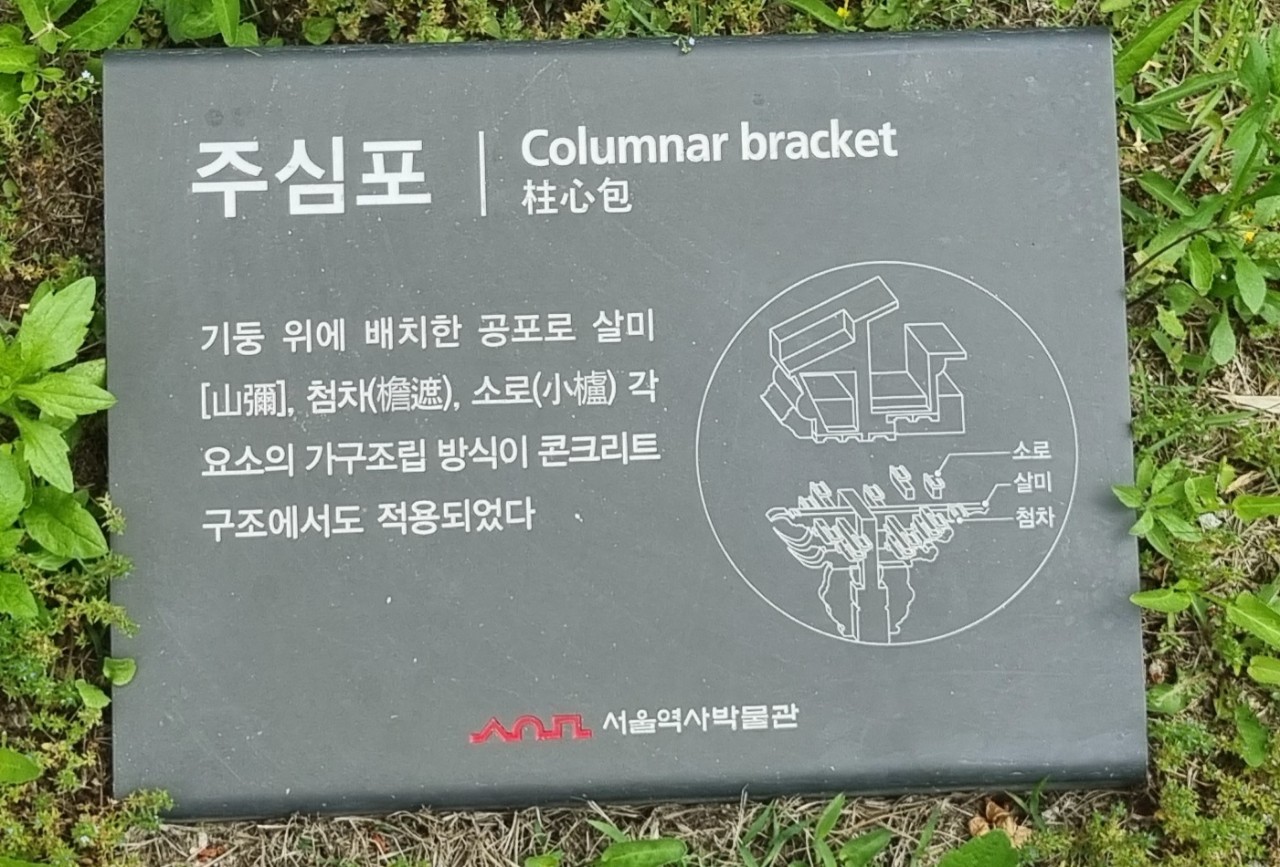 주심포
Columnar bracket
柱心包
기둥 위에 배치한 공포로 살미
[山彌], 첨차(檐遮), 소로(小櫨) 각
요소의 가구조립 방식이 콘크리트
구조에서도 적용되었다
소로
살미
첨차
서울역사박물관